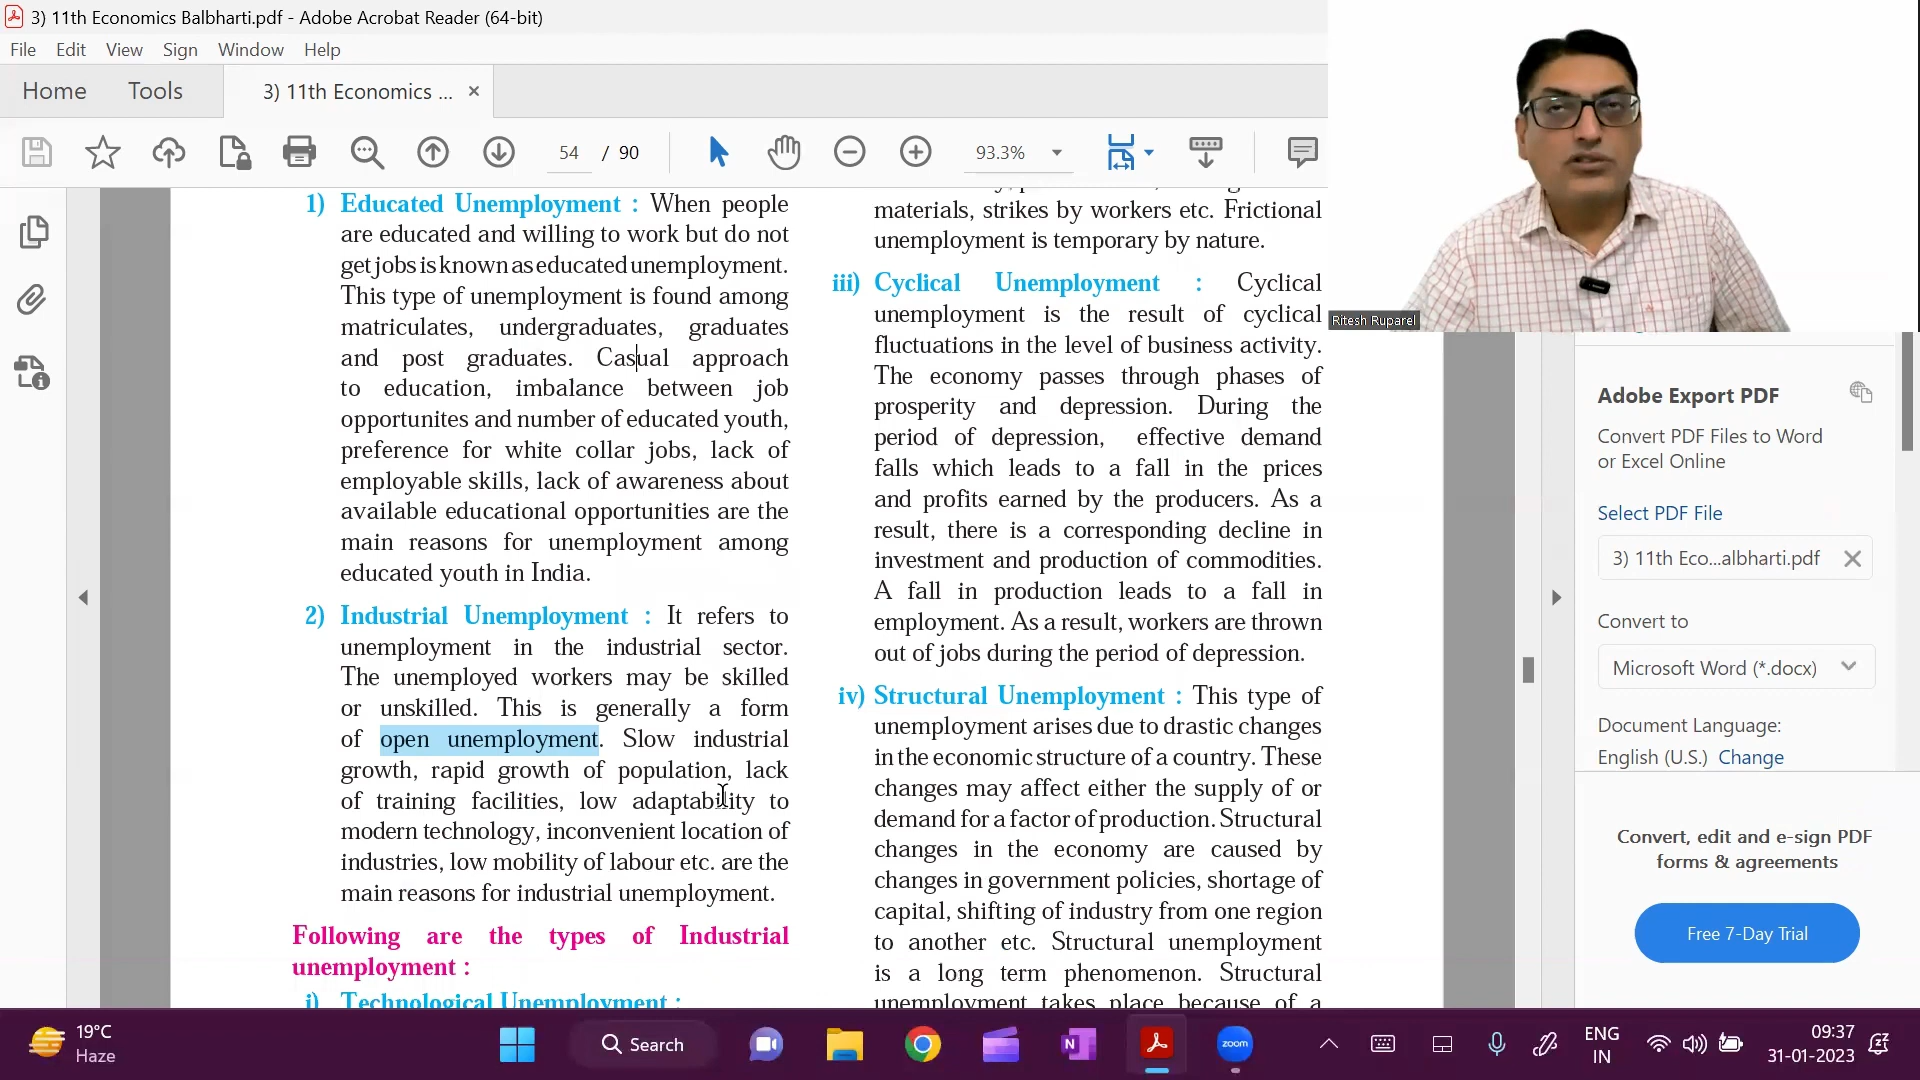 3) 11th Economics Balbharti.pdf - Adobe Acrobat Reader (64-bit)
File Edit View Sign Window Help
Home Tools 3) 11th Economics ... ×
54 / 90 93.3%
1) Educated Unemployment : When people
are educated and willing to work but do not
get jobs is known as educated unemployment.
This type of unemployment is found among
matriculates, undergraduates, graduates
and post graduates. Casual approach
to education, imbalance between job
opportunites and number of educated youth,
preference for white collar jobs, lack of
employable skills, lack of awareness about
available educational opportunities are the
main reasons for unemployment among
educated youth in India.
2) Industrial Unemployment : It refers to
unemployment in the industrial sector.
The unemployed workers may be skilled
or unskilled. This is generally a form
of open unemployment. Slow industrial
growth, rapid growth of population, lack
of training facilities, low adaptability to
modern technology, inconvenient location of
industries, low mobility of labour etc. are the
main reasons for industrial unemployment.
Following are the types of Industrial
unemployment :
i) Technological Unemployment :
materials, strikes by workers etc. Frictional
unemployment is temporary by nature.
iii) Cyclical Unemployment : Cyclical
unemployment is the result of cyclical
fluctuations in the level of business activity.
The economy passes through phases of
prosperity and depression. During the
period of depression, effective demand
falls which leads to a fall in the prices
and profits earned by the producers. As a
result, there is a corresponding decline in
investment and production of commodities.
A fall in production leads to a fall in
employment. As a result, workers are thrown
out of jobs during the period of depression.
iv) Structural Unemployment : This type of
unemployment arises due to drastic changes
in the economic structure of a country. These
changes may affect either the supply of or
demand for a factor of production. Structural
changes in the economy are caused by
changes in government policies, shortage of
capital, shifting of industry from one region
to another etc. Structural unemployment
is a long term phenomenon. Structural
unemployment takes place because of a
Ritesh Ruparel
Adobe Export PDF
Convert PDF Files to Word
or Excel Online
Select PDF File
3) 11th Eco...albharti.pdf
Convert to
Microsoft Word (*.docx)
Document Language:
English (U.S.) Change
Convert, edit and e-sign PDF
forms & agreements
Free 7-Day Trial
19°C
Haze
Search
zoom
ENG
IN
09:37
31-01-2023